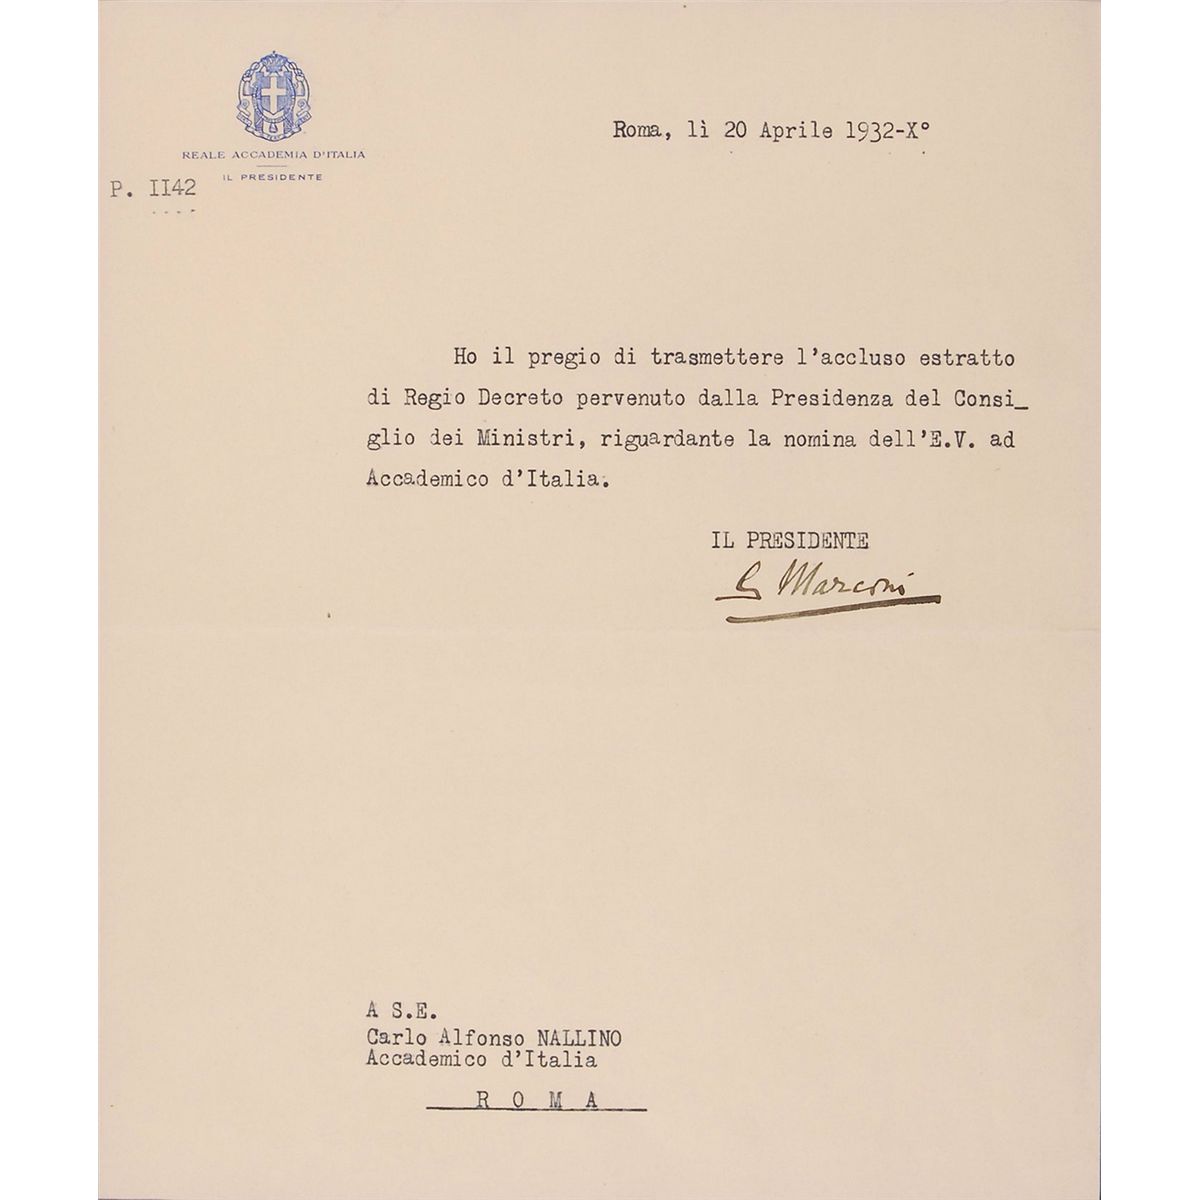 REALE ACCADEMIA D'ITALIA
IL PRESIDENTE
P. II42
Roma, lì 20 Aprile 1932-X°
Ho il pregio di trasmettere l'accluso estratto
di Regio Decreto pervenuto dalla Presidenza del Consi_
glio dei Ministri, riguardante la nomina dell'E.V. ad
Accademico d'Italia.
IL PRESIDENTE
G Marconi
A S.E.
Carlo Alfonso NALLINO
Accademico d'Italia
R O M A